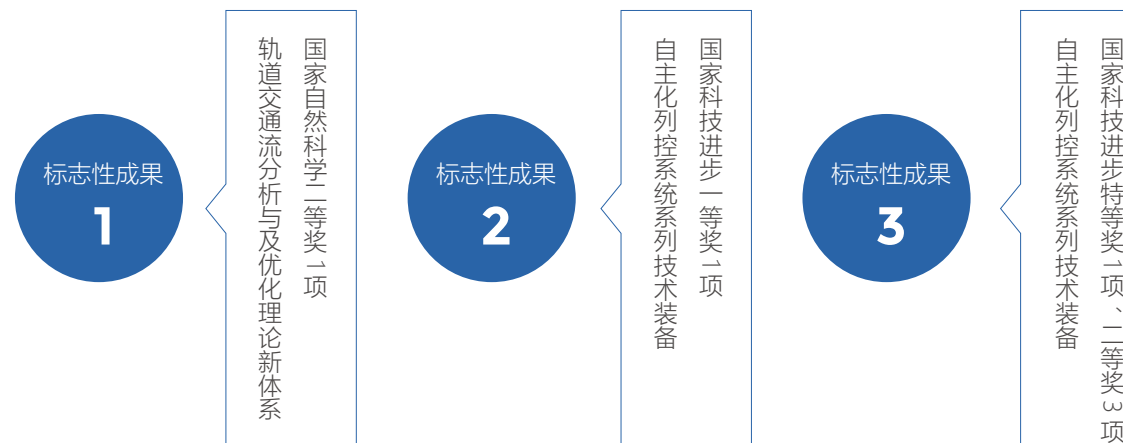 标志性成果
1
国家自然科学二等奖1项
轨道交通流分析与及优化理论新体系
标志性成果
2
国家科技进步一等奖1项
自主化列控系统系列技术装备
标志性成果
3
国家科技进步特等奖1项、二等奖3项
自主化列控系统系列技术装备